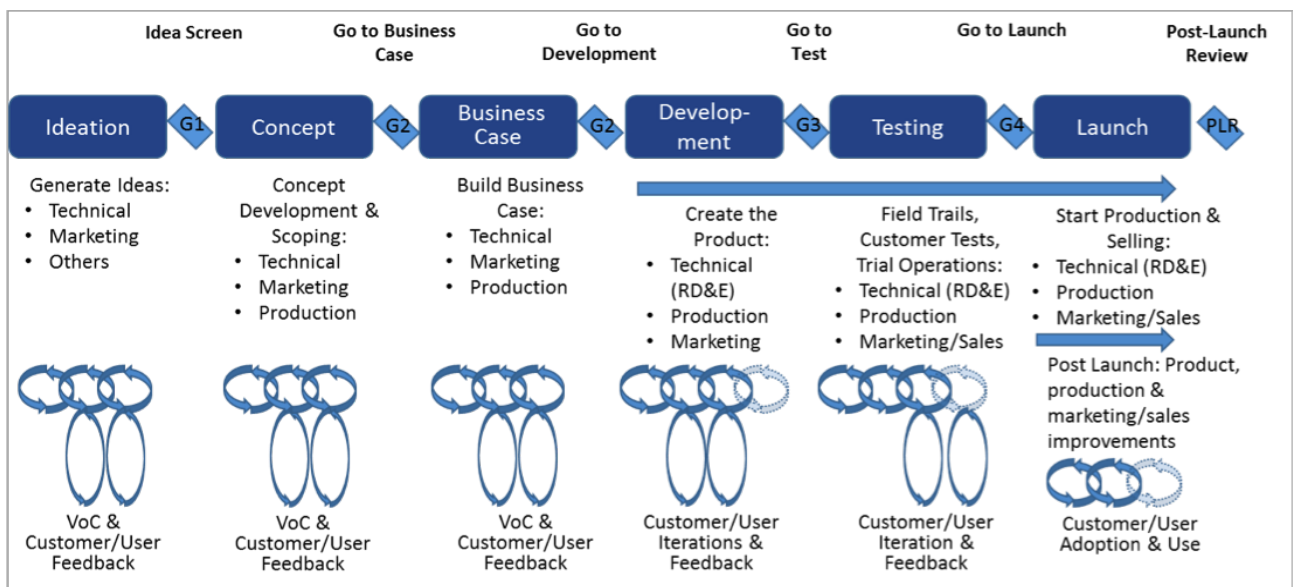 Idea Screen
Go to Business
Case
Go to
Development
Go to
Test
Go to Launch
Post-Launch
Review
Ideation
G1
Concept
G2
Business
Case
G2
Develop-
ment
G3
Testing
G4
Launch
PLR
Generate Ideas:
• Technical
• Marketing
• Others
Concept
Development &
Scoping:
• Technical
• Marketing
• Production
Build Business
Case:
• Technical
• Marketing
• Production
Create the
Product:
• Technical
(RD&E)
• Production
• Marketing
Field Trails,
Customer Tests,
Trial Operations:
• Technical (RD&E)
• Production
• Marketing/Sales
Start Production &
Selling:
• Technical (RD&E)
• Production
• Marketing/Sales
Post Launch: Product,
production &
marketing/sales
improvements
VoC &
Customer/User
Feedback
VoC &
Customer/User
Feedback
VoC &
Customer/User
Feedback
Customer/User
Iterations &
Feedback
Customer/User
Iteration &
Feedback
Customer/User
Adoption & Use